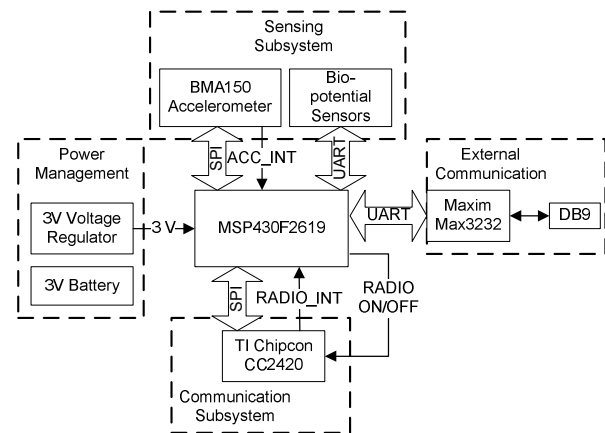 Sensing
Subsystem
BMA150
Accelerometer
Bio-
potential
Sensors
SPI
ACC_INT
UART
Power
Management
3V Voltage
Regulator
3V Battery
3 V
MSP430F2619
UART
External
Communication
Maxim
Max3232
DB9
SPI
RADIO_INT
RADIO
ON/OFF
TI Chipcon
CC2420
Communication
Subsystem